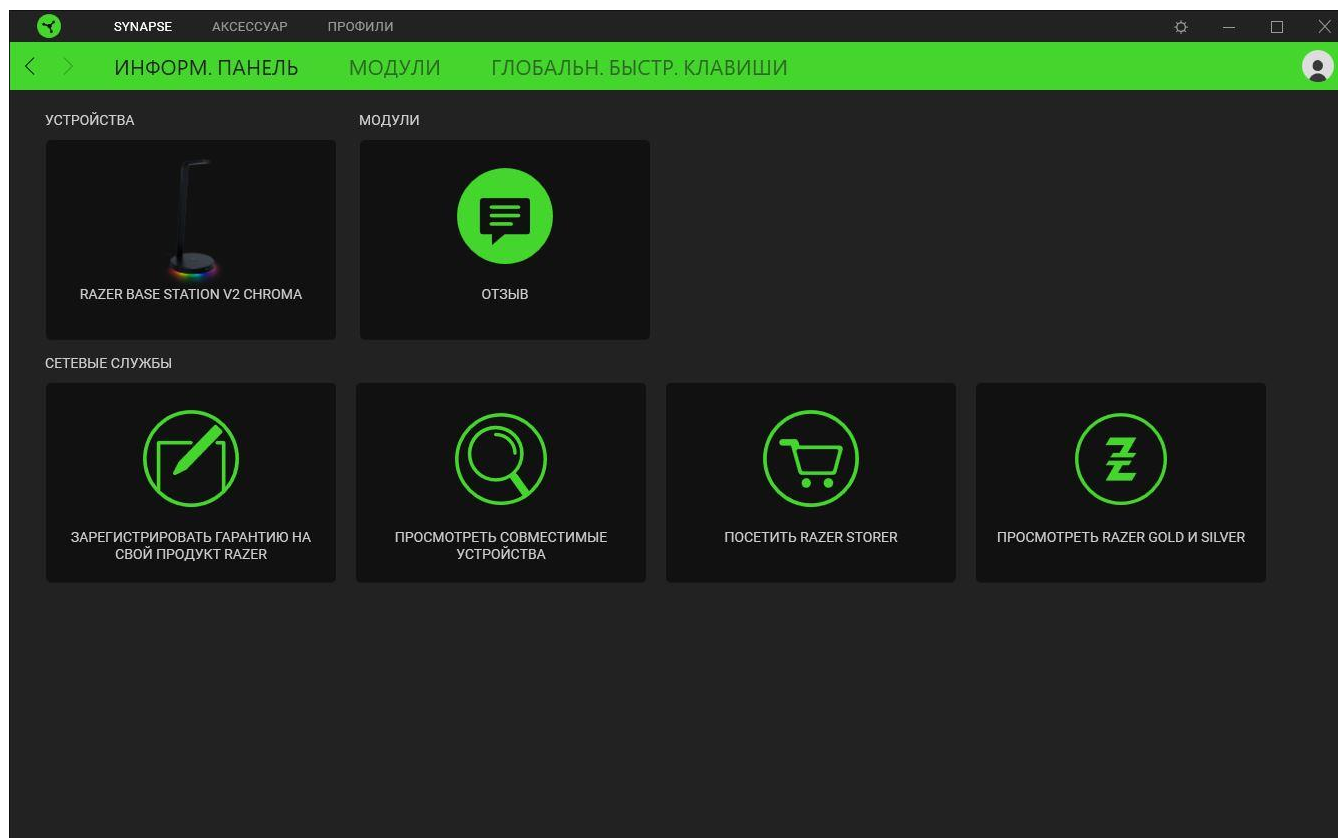 SYNAPSE АКСЕССУАР ПРОФИЛИ
ИНФОРМ. ПАНЕЛЬ МОДУЛИ ГЛОБАЛЬН. БЫСТР. КЛАВИШИ
УСТРОЙСТВА МОДУЛИ
RAZER BASE STATION V2 CHROMA ОТЗЫВ
СЕТЕВЫЕ СЛУЖБЫ
ЗАРЕГИСТРИРОВАТЬ ГАРАНТИЮ НА
СВОЙ ПРОДУКТ RAZER
ПРОСМОТРЕТЬ СОВМЕСТИМЫЕ
УСТРОЙСТВА
ПОСЕТИТЬ RAZER STORER
ПРОСМОТРЕТЬ RAZER GOLD И SILVER